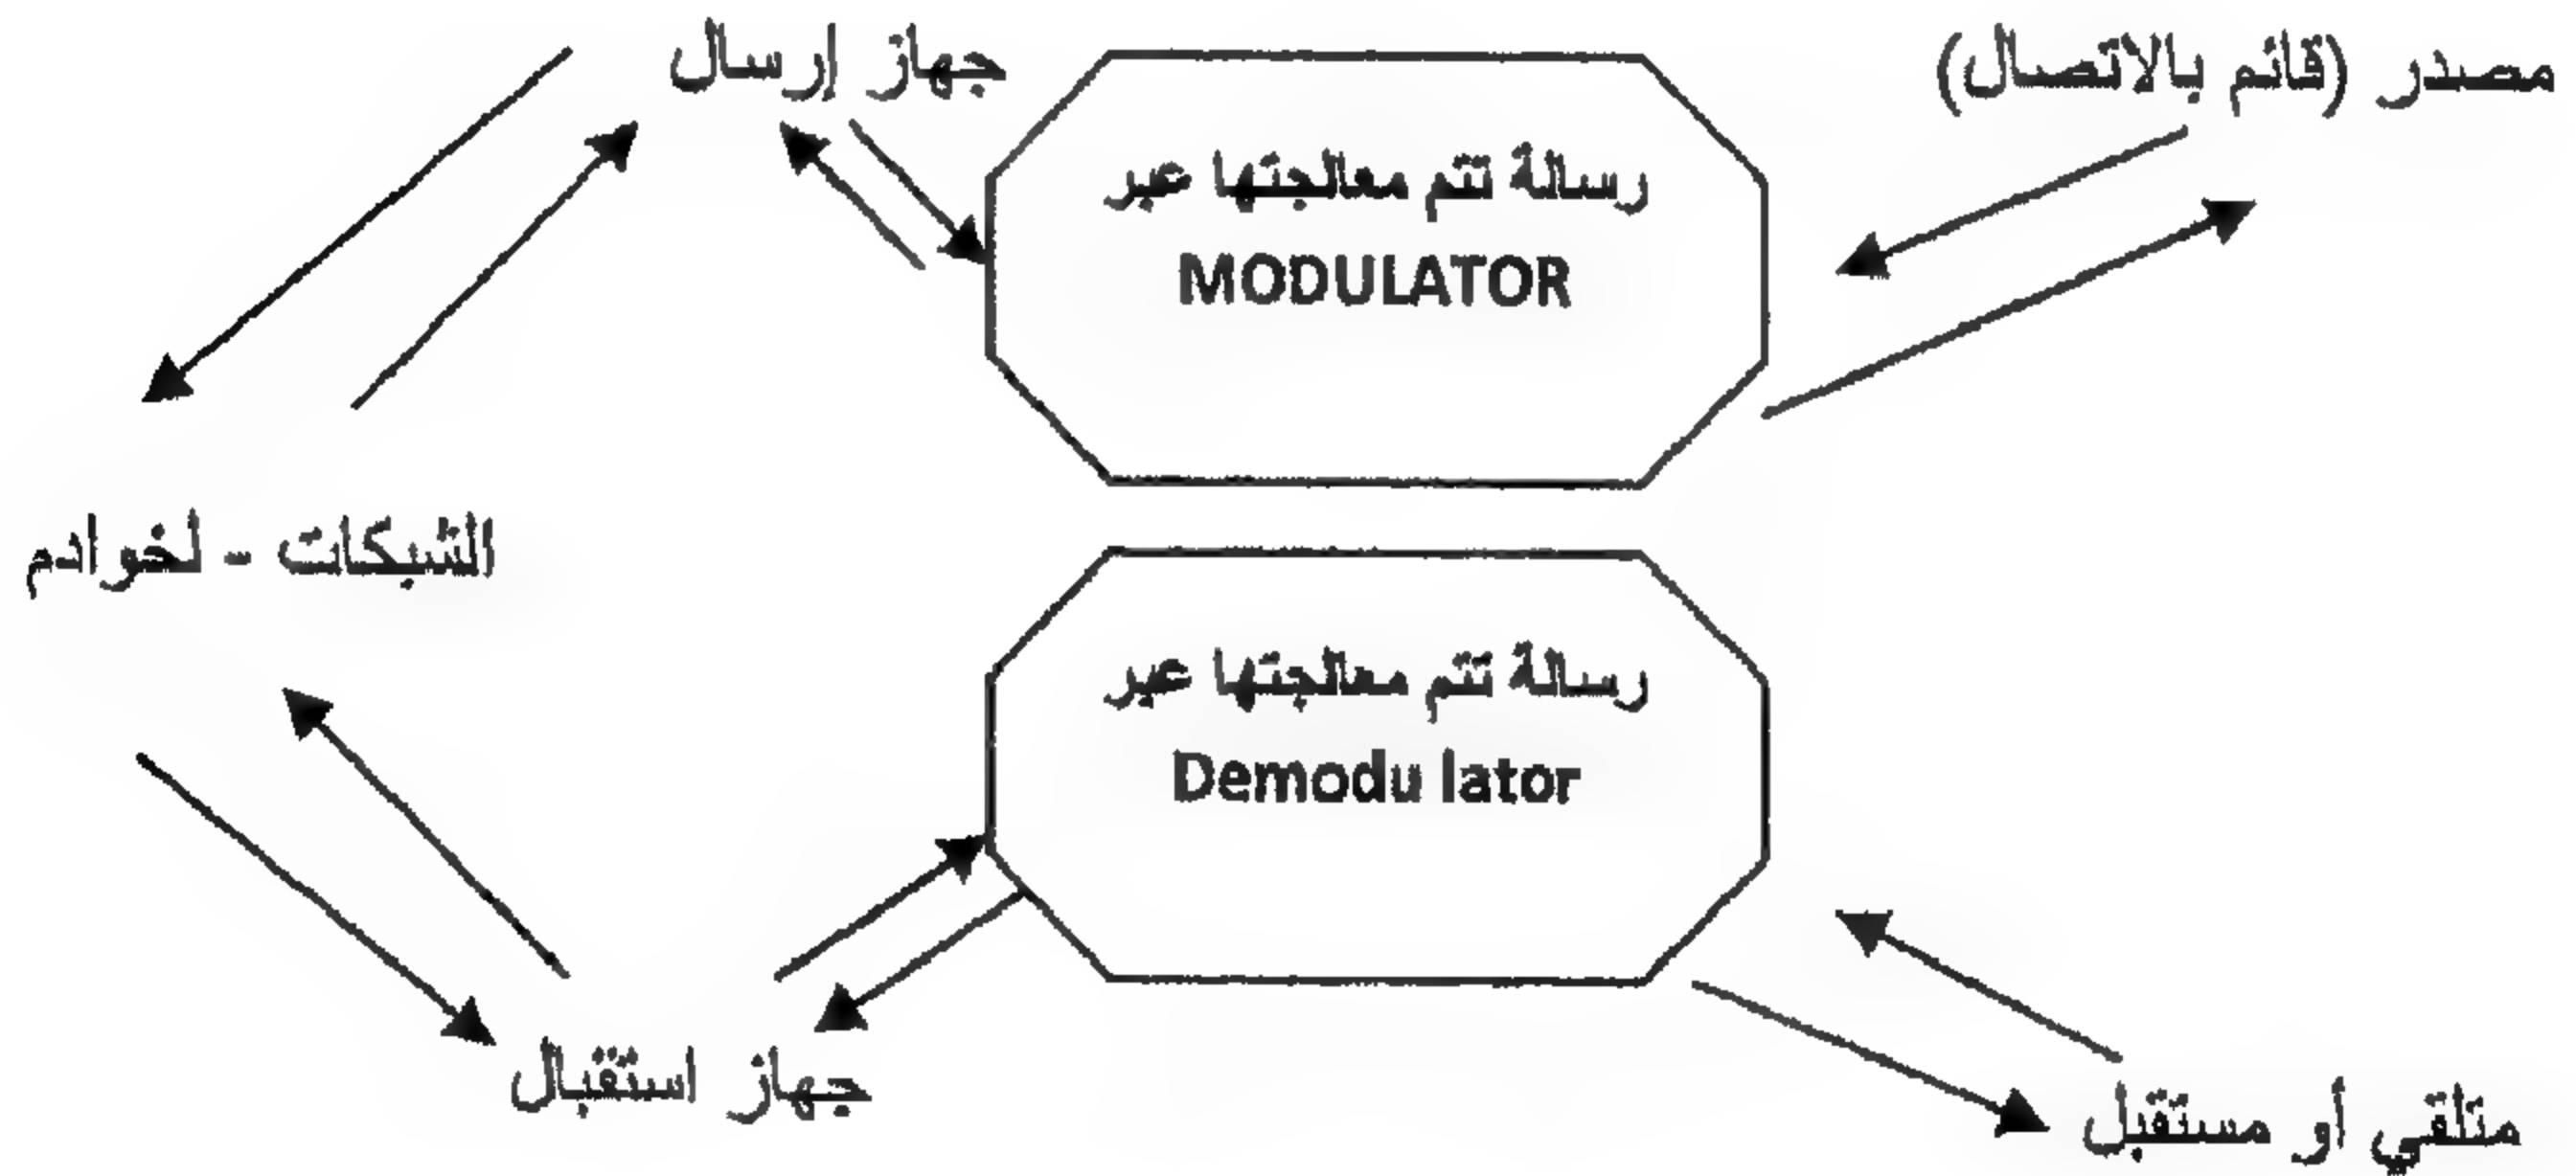 مصدر (قائم بالاتصال)
جهاز إرسال
رسالة تتم معالجتها عبر
MODULATOR
الشبكات - لخوادم
رسالة تتم معالجتها عبر
Demodu lator
جهاز استقبال
متلقي أو مستقبل